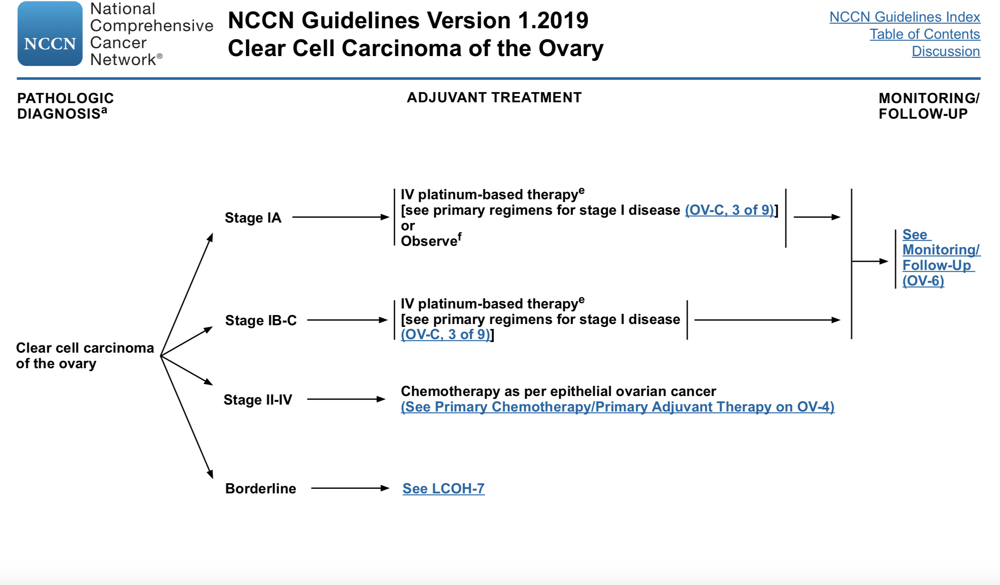 NCCN
National
Comprehensive
Cancer
Network®
NCCN Guidelines Version 1.2019
Clear Cell Carcinoma of the Ovary
NCCN Guidelines Index
Table of Contents
Discussion
PATHOLOGIC
DIAGNOSISa
ADJUVANT TREATMENT
MONITORING/
FOLLOW-UP
Clear cell carcinoma
of the ovary
Stage IA
IV platinum-based therapye
[see primary regimens for stage I disease (OV-C, 3 of 9)]
or
Observef
Stage IB-C
IV platinum-based therapye
[see primary regimens for stage I disease
(OV-C, 3 of 9)]
See
Monitoring/
Follow-Up
(OV-6)
Stage II-IV
Chemotherapy as per epithelial ovarian cancer
(See Primary Chemotherapy/Primary Adjuvant Therapy on OV-4)
Borderline
See LCOH-7